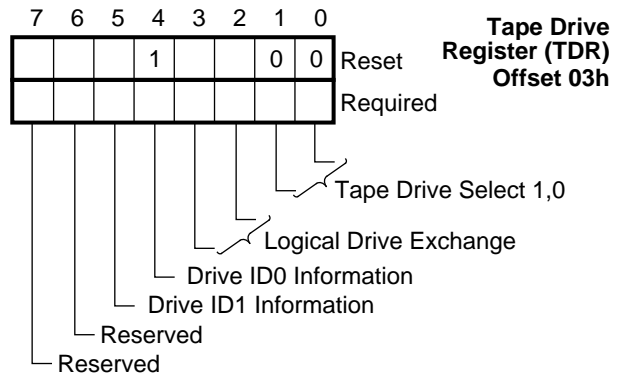 7 6 5 4 3 2 1 0
Tape Drive
Register (TDR)
Offset 03h
1 0 0 Reset
Required
Tape Drive Select 1,0
Logical Drive Exchange
Drive ID0 Information
Drive ID1 Information
Reserved
Reserved